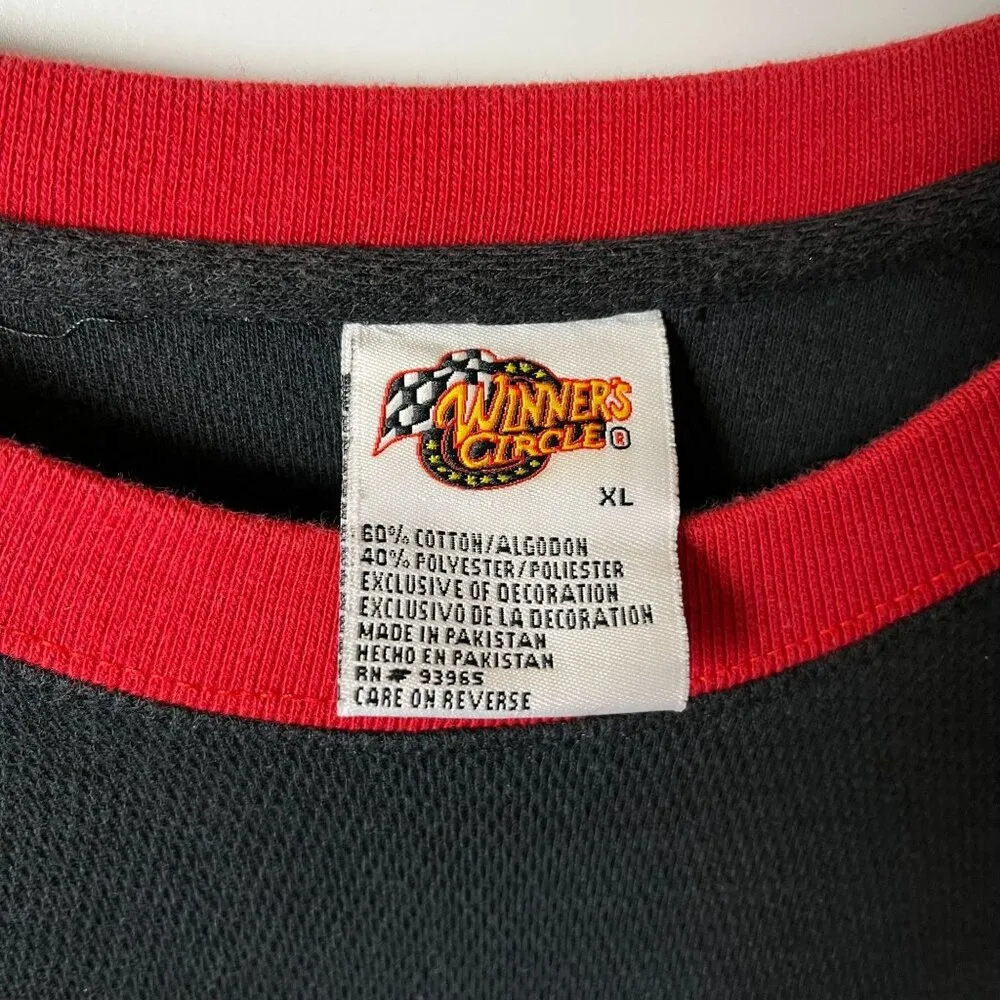 WINNER'S
CIRCLE ®
XL
60% COTTON/ALGODON
40% POLYESTER/POLIESTER
EXCLUSIVE OF DECORATION
EXCLUSIVO DE LA DECORATION
MADE IN PAKISTAN
HECHO EN PAKISTAN
RN # 93965
CARE ON REVERSE